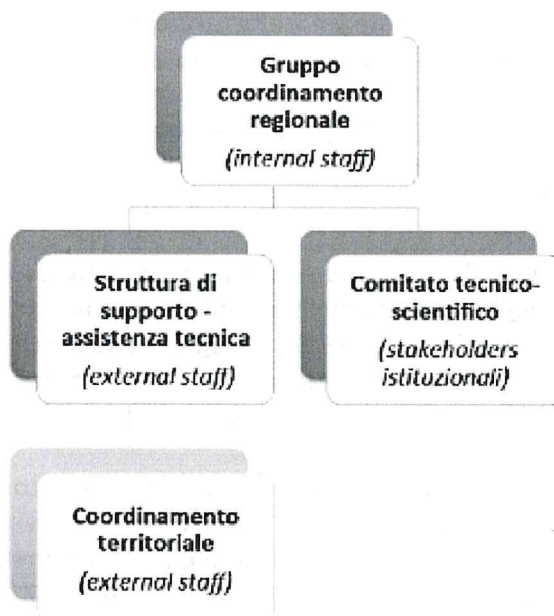 Gruppo
coordinamento
regionale
(internal staff)
Struttura di
supporto -
assistenza tecnica
(external staff)
Comitato tecnico-
scientifico
(stakeholders
istituzionali)
Coordinamento
territoriale
(external staff)